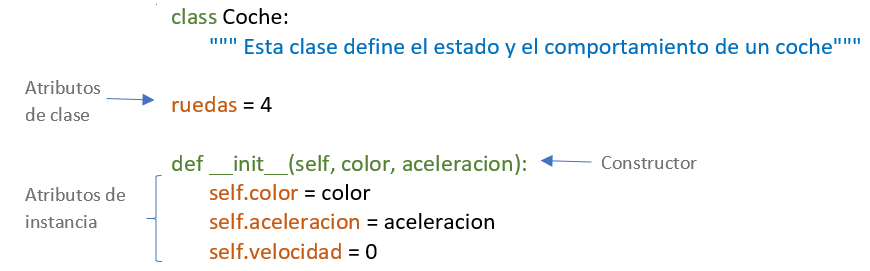 class Coche:
""" Esta clase define el estado y el comportamiento de un coche"""
Atributos
de clase
ruedas = 4
def __init__(self, color, aceleracion):
Constructor
Atributos de
instancia
self.color = color
self.aceleracion = aceleracion
self.velocidad = 0